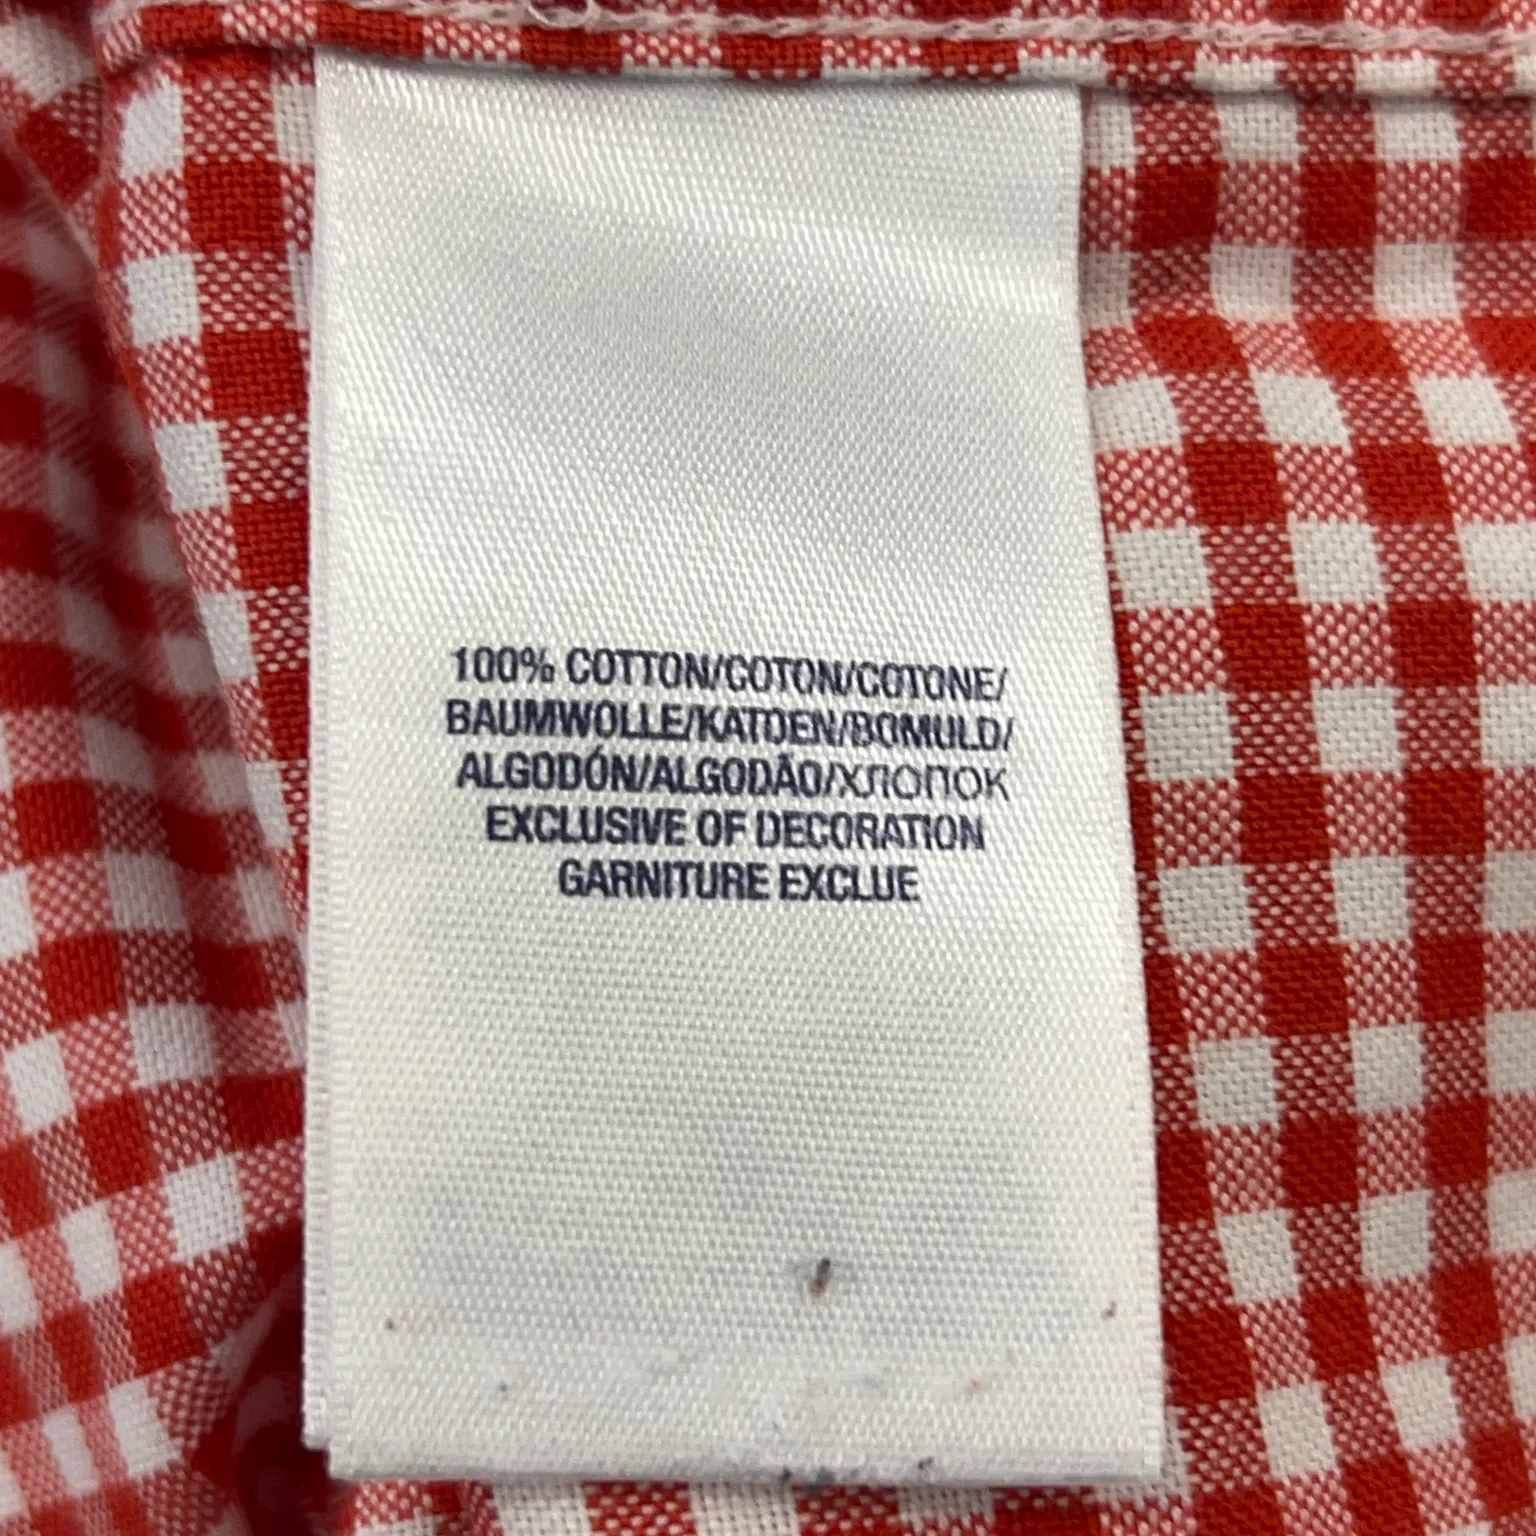 100% COTTON/COTON/COTONE/
BAUMWOLLE/KATOEN/BOMULD/
ALGODÓN/ALGODÃO/ХЛОПОК
EXCLUSIVE OF DECORATION
GARNITURE EXCLUE